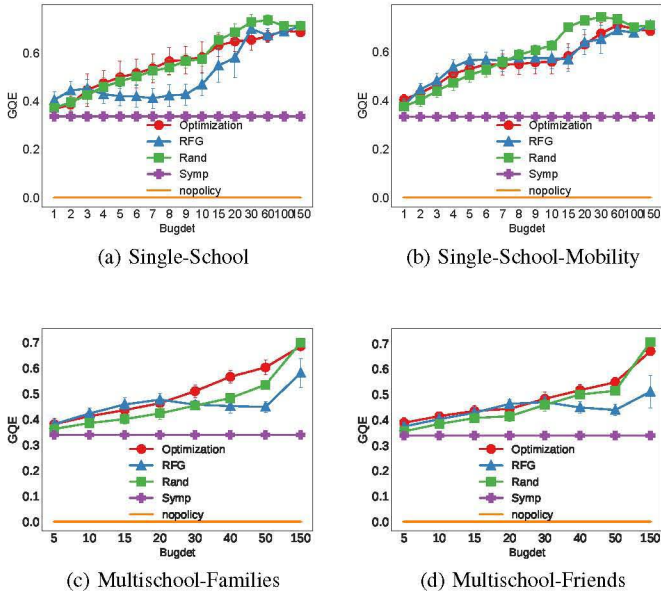 0.6
0.4
0.2
0.0
GQE
Optimization
RFG
Rand
Symp
nopolicy
1 2 3 4 5 6 7 8 9 10 15 20 30 60 100 150
Bugdet
(a) Single-School
0.6
0.4
0.2
0.0
GQE
Optimization
RFG
Rand
Symp
nopolicy
1 2 3 4 5 6 7 8 9 10 15 20 30 60 100 150
Bugdet
(b) Single-School-Mobility
0.7
0.6
0.5
0.4
0.3
0.2
0.1
0.0
GQE
Optimization
RFG
Rand
Symp
nopolicy
5 10 15 20 30 40 50 150
Bugdet
(c) Multischool-Families
0.7
0.6
0.5
0.4
0.3
0.2
0.1
0.0
GQE
Optimization
RFG
Rand
Symp
nopolicy
5 10 15 20 30 40 50 150
Bugdet
(d) Multischool-Friends